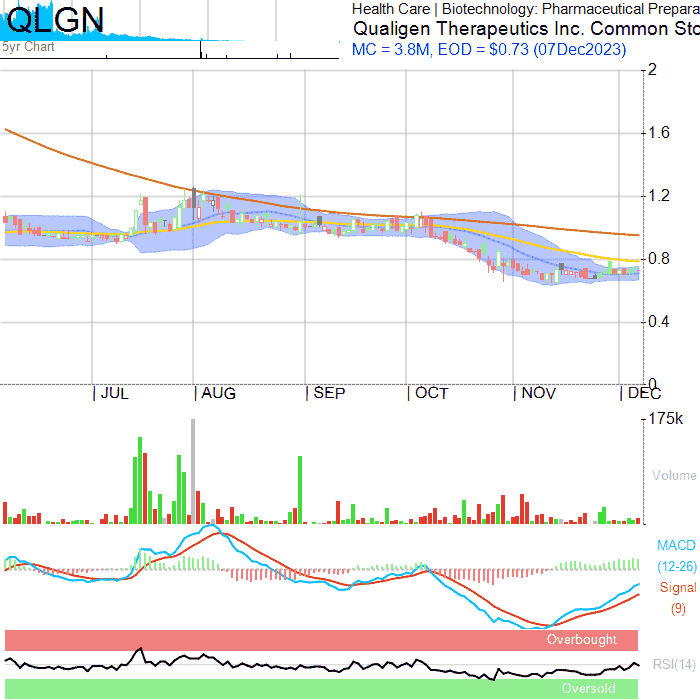 QLGN
5yr Chart
Health Care | Biotechnology: Pharmaceutical Prepara
Qualigen Therapeutics Inc. Common Sto
MC = 3.8M, EOD = $0.73 (07Dec2023)
2
1.6
1.2
0.8
0.4
0
JUL AUG SEP OCT NOV DEC
175k
Volume
MACD
(12-26)
Signal
(9)
Overbought
RSI(14)
Oversold